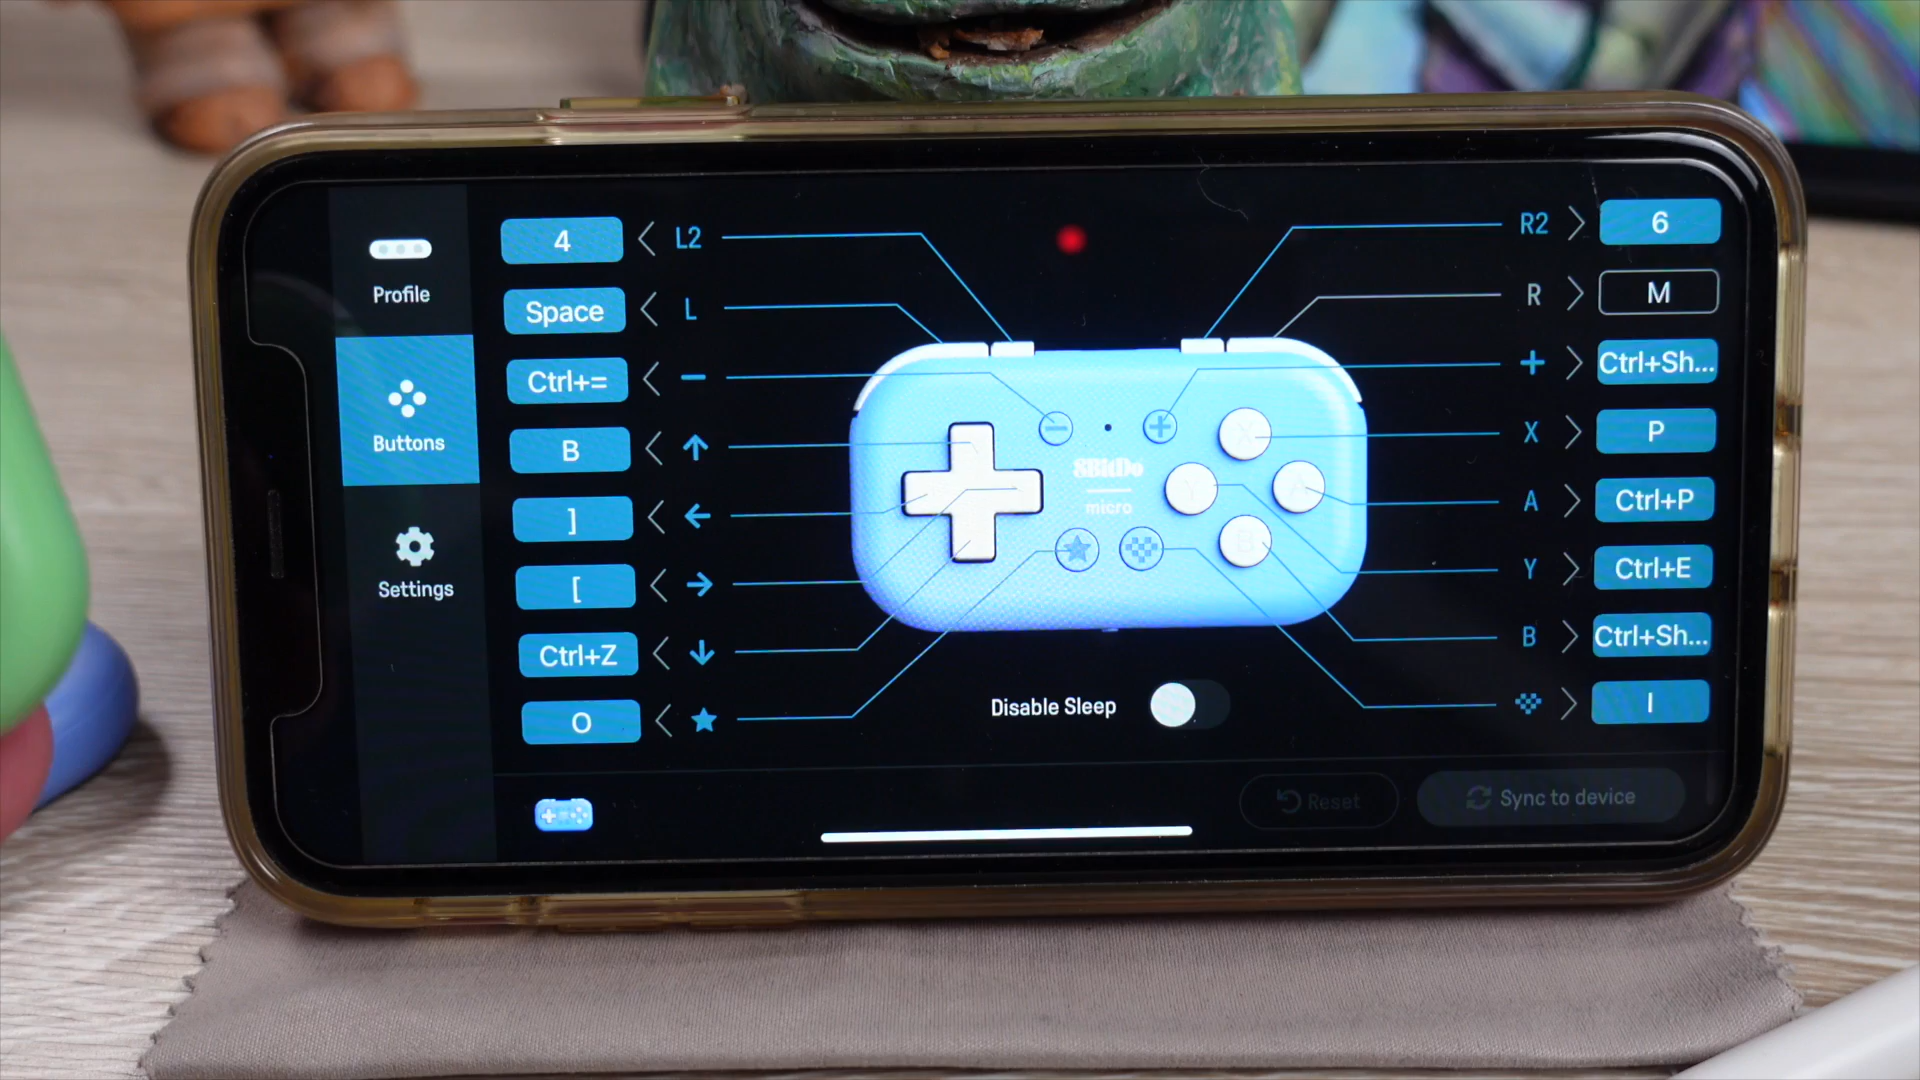 Profile
Buttons
Settings
4 L2
Space L
Ctrl+= −
B ↑
] ←
[ →
Ctrl+Z ↓
O ★
R2 6
R M
+ Ctrl+Sh...
X P
A Ctrl+P
Y Ctrl+E
B Ctrl+Sh...
I
8BitDo
micro
X
Y
A
B
Disable Sleep
Reset
Sync to device